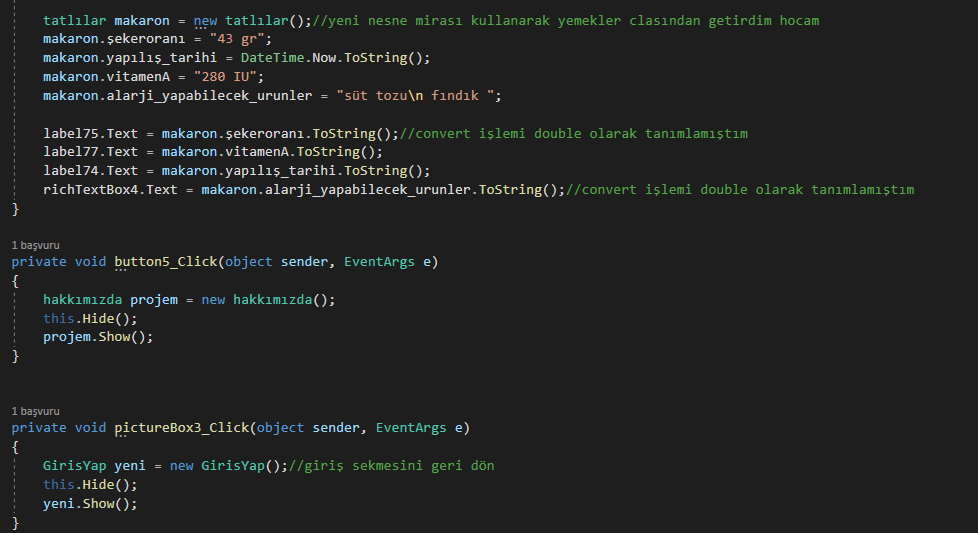 tatlılar makaron = new tatlılar();//yeni nesne mirası kullanarak yemekler clasından getirdim hocam
makaron.şekeroranı = "43 gr";
makaron.yapılış_tarihi = DateTime.Now.ToString();
makaron.vitamenA = "280 IU";
makaron.alarji_yapabilecek_urunler = "süt tozu\n fındık ";
label75.Text = makaron.şekeroranı.ToString();//convert işlemi double olarak tanımlamıştım
label77.Text = makaron.vitamenA.ToString();
label74.Text = makaron.yapılış_tarihi.ToString();
richTextBox4.Text = makaron.alarji_yapabilecek_urunler.ToString();//convert işlemi double olarak tanımlamıştım
}
1 başvuru
private void button5_Click(object sender, EventArgs e)
{
hakkımızda projem = new hakkımızda();
this.Hide();
projem.Show();
}
1 başvuru
private void pictureBox3_Click(object sender, EventArgs e)
{
GirisYap yeni = new GirisYap();//giriş sekmesini geri dön
this.Hide();
yeni.Show();
}